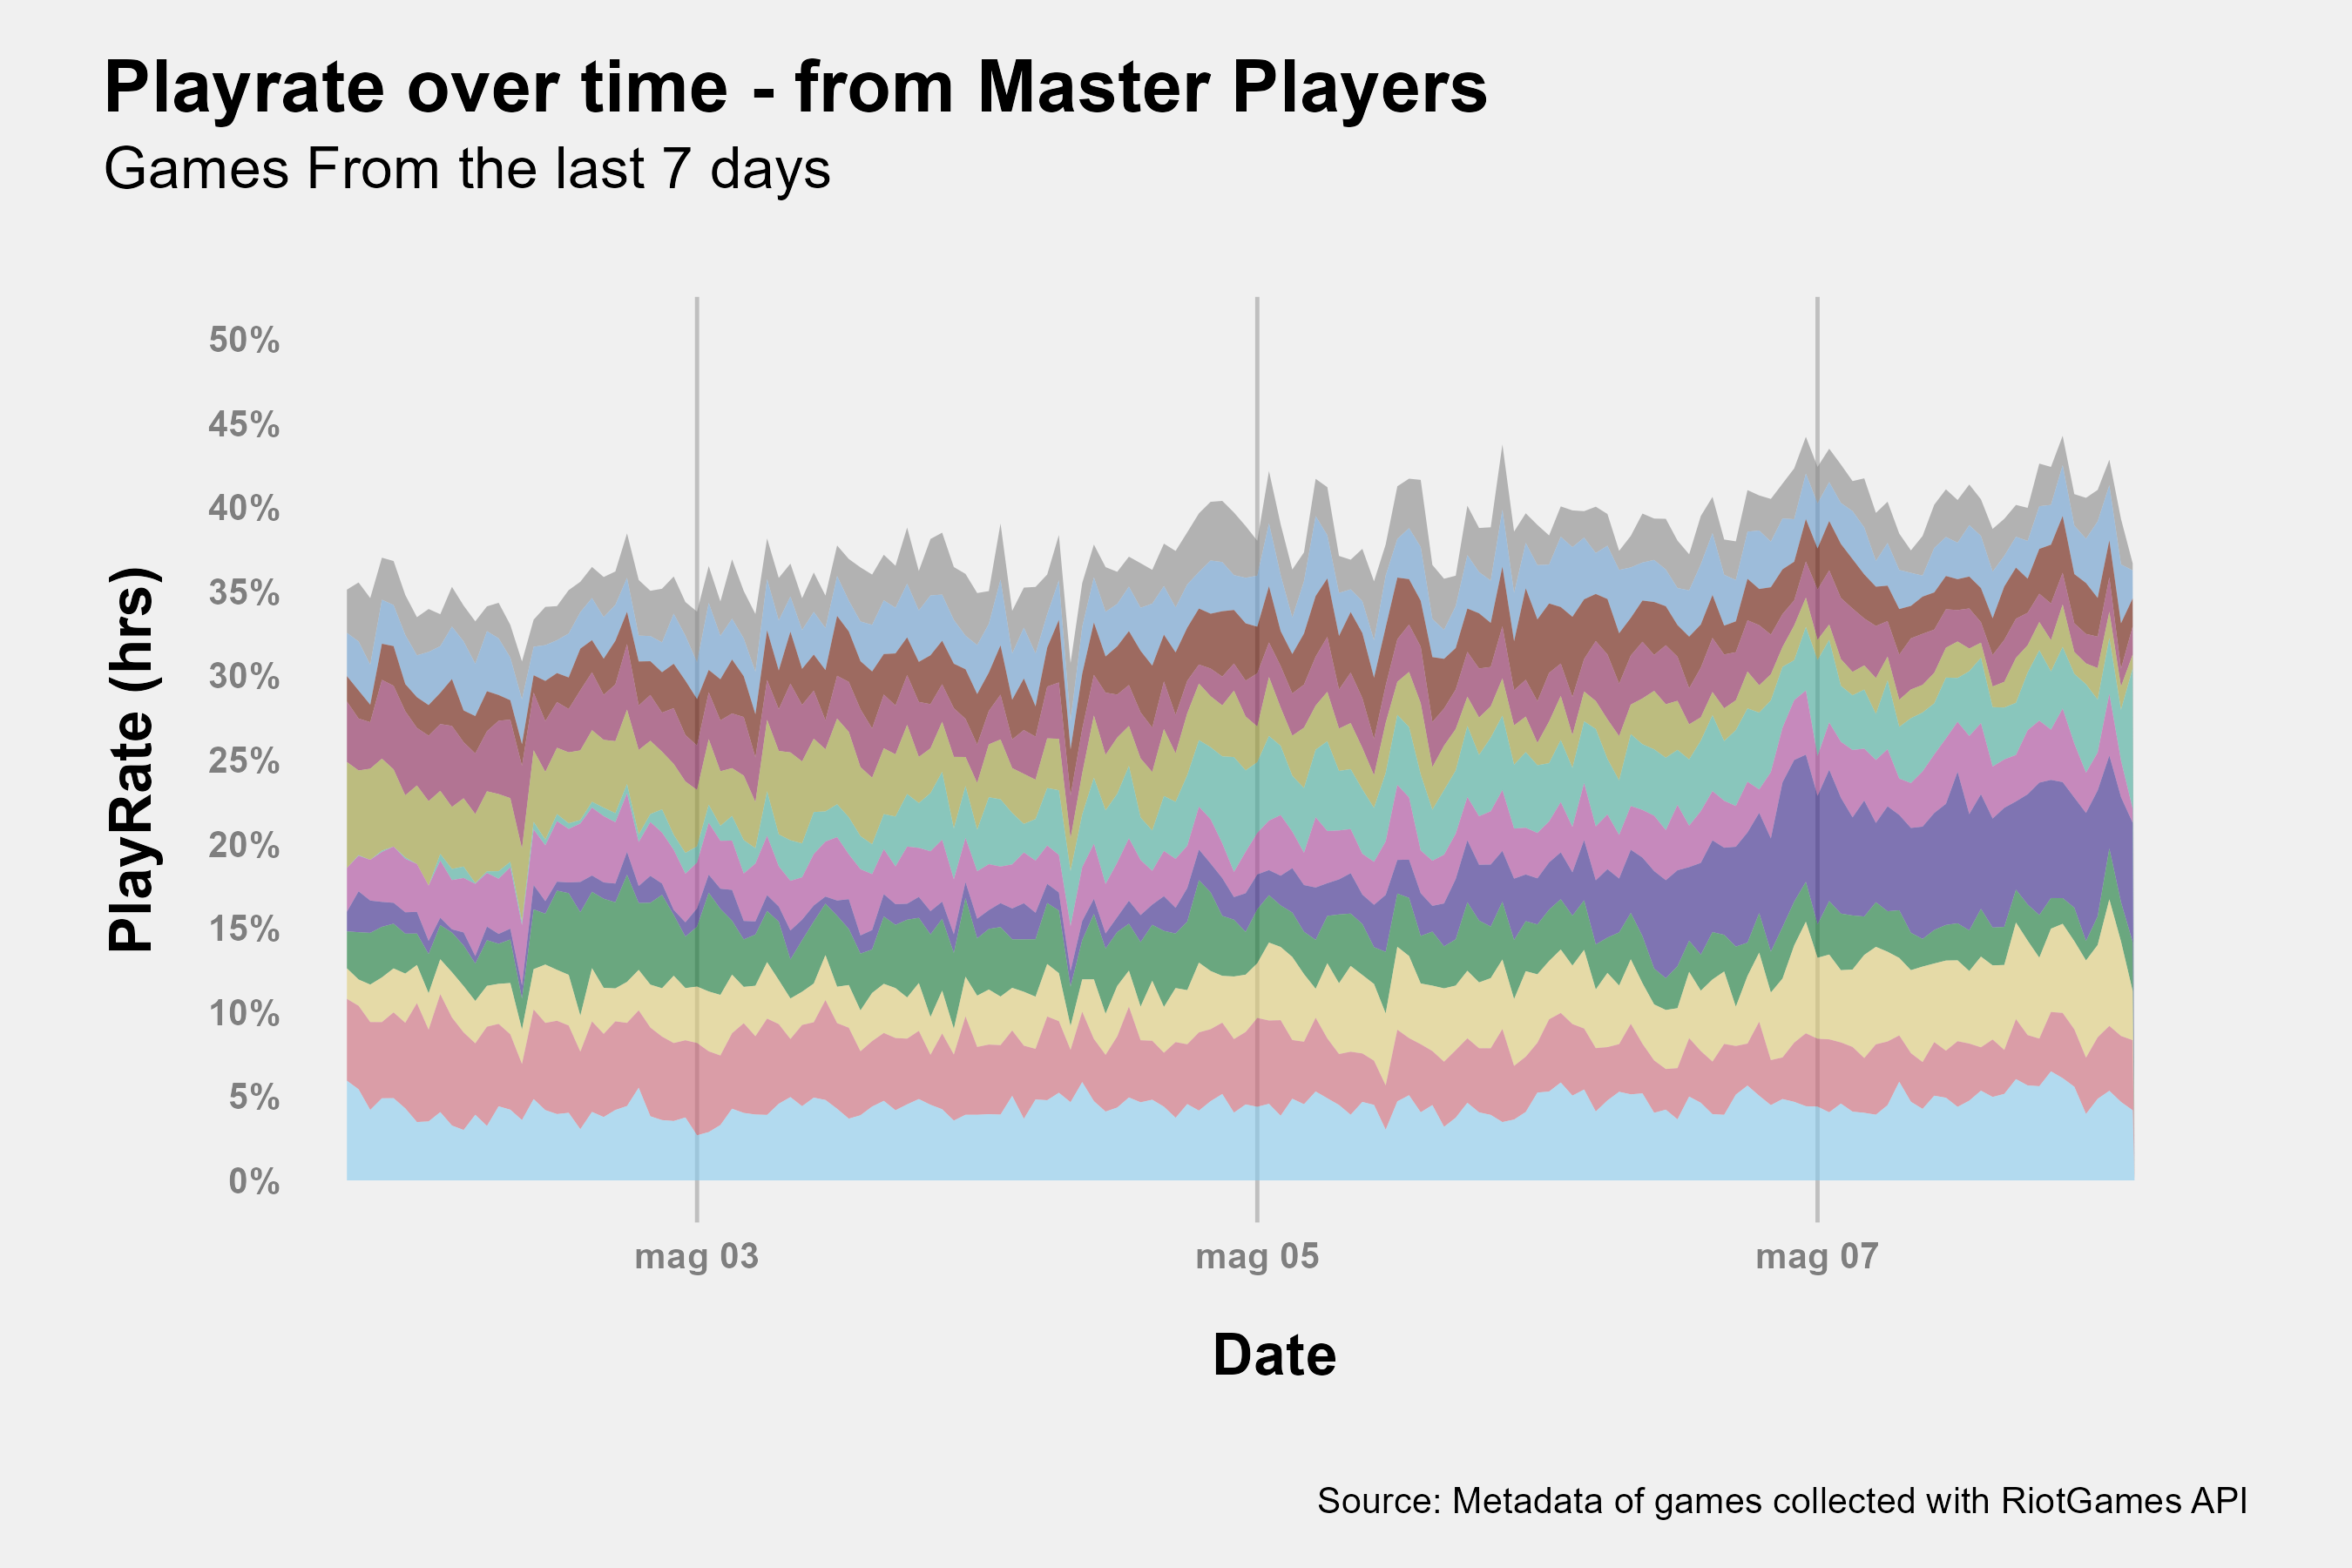 Playrate over time - from Master Players
Games From the last 7 days
PlayRate (hrs)
50%
45%
40%
35%
30%
25%
20%
15%
10%
5%
0%
mag 03
mag 05
mag 07
Date
Source: Metadata of games collected with RiotGames API